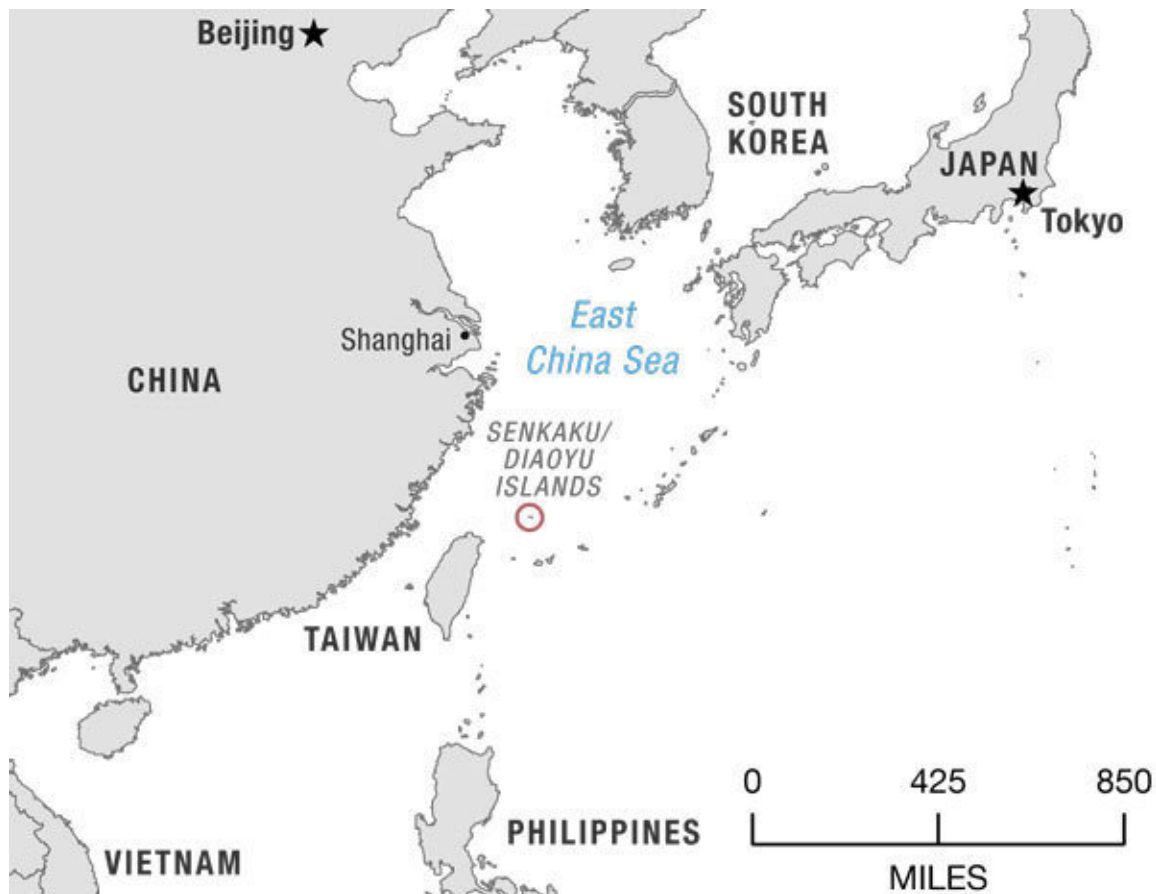 Beijing
SOUTH
KOREA
JAPAN
Tokyo
East
China Sea
Shanghai
CHINA
SENKAKU/
DIAOYU
ISLANDS
TAIWAN
PHILIPPINES
VIETNAM
0 425 850
MILES